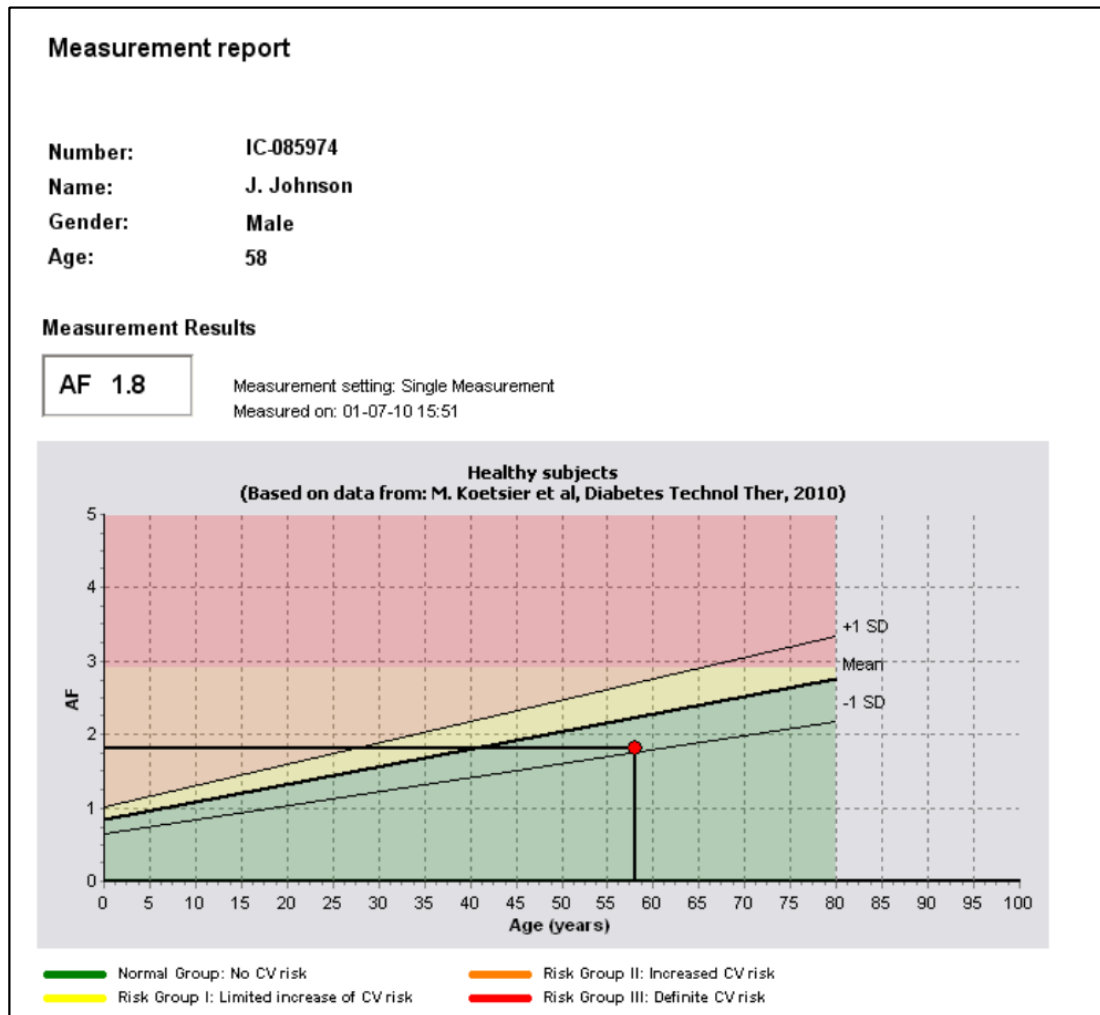 Measurement report
Number: IC-085974
Name: J. Johnson
Gender: Male
Age: 58
Measurement Results
AF 1.8
Measurement setting: Single Measurement
Measured on: 01-07-10 15:51
Healthy subjects
(Based on data from: M. Koetsier et al, Diabetes Technol Ther, 2010)
5
4
3
2
1
0
AF
+1 SD
Mean
-1 SD
0 5 10 15 20 25 30 35 40 45 50 55 60 65 70 75 80 85 90 95 100
Age (years)
Normal Group: No CV risk
Risk Group II: Increased CV risk
Risk Group I: Limited increase of CV risk
Risk Group III: Definite CV risk